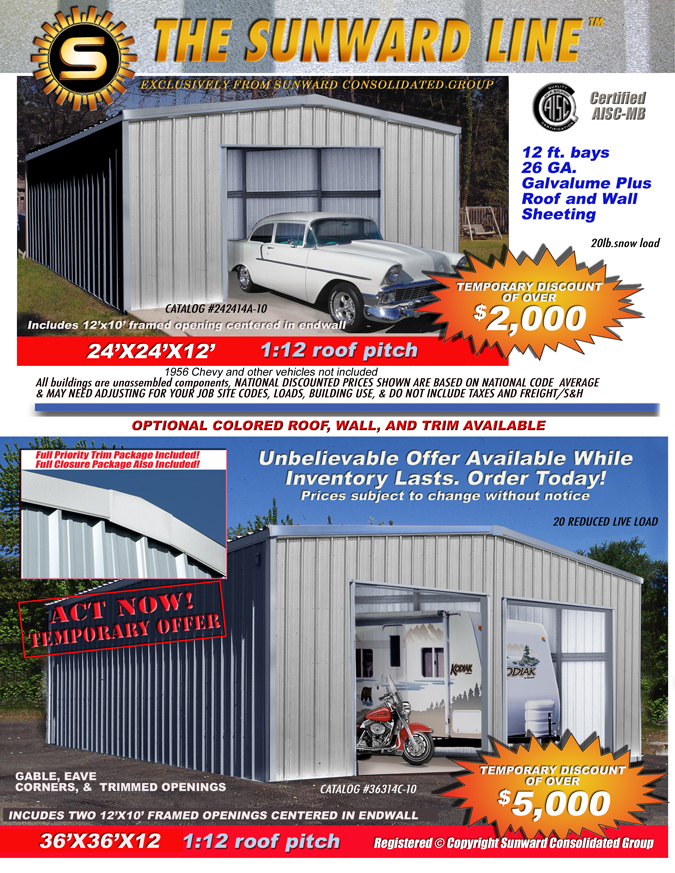 S
THE SUNWARD LINE™
EXCLUSIVELY FROM SUNWARD CONSOLIDATED GROUP
QUALITY
AISC
CERTIFICATION
Certified
AISC-MB
12 ft. bays
26 GA.
Galvalume Plus
Roof and Wall
Sheeting
20lb.snow load
TEMPORARY DISCOUNT
OF OVER
$2,000
CATALOG #242414A-10
Includes 12'x10' framed opening centered in endwall
24'X24'X12' 1:12 roof pitch
1956 Chevy and other vehicles not included
All buildings are unassembled components, NATIONAL DISCOUNTED PRICES SHOWN ARE BASED ON NATIONAL CODE AVERAGE
& MAY NEED ADJUSTING FOR YOUR JOB SITE CODES, LOADS, BUILDING USE, & DO NOT INCLUDE TAXES AND FREIGHT/S&H
OPTIONAL COLORED ROOF, WALL, AND TRIM AVAILABLE
Full Priority Trim Package Included!
Full Closure Package Also Included!
Unbelievable Offer Available While
Inventory Lasts. Order Today!
Prices subject to change without notice
20 REDUCED LIVE LOAD
ACT NOW!
TEMPORARY OFFER
KODIAK
KODIAK
GABLE, EAVE
CORNERS, & TRIMMED OPENINGS
CATALOG #36314C-10
TEMPORARY DISCOUNT
OF OVER
$5,000
INCLUDES TWO 12'X10' FRAMED OPENINGS CENTERED IN ENDWALL
36'X36'X12 1:12 roof pitch Registered © Copyright Sunward Consolidated Group